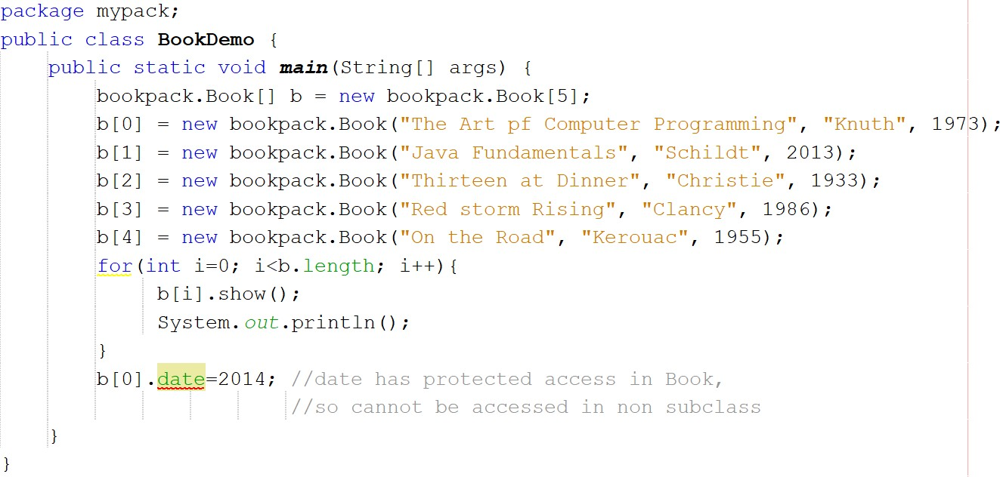 package mypack;
public class BookDemo {
public static void main(String[] args) {
bookpack.Book[] b = new bookpack.Book[5];
b[0] = new bookpack.Book("The Art pf Computer Programming", "Knuth", 1973);
b[1] = new bookpack.Book("Java Fundamentals", "Schildt", 2013);
b[2] = new bookpack.Book("Thirteen at Dinner", "Christie", 1933);
b[3] = new bookpack.Book("Red storm Rising", "Clancy", 1986);
b[4] = new bookpack.Book("On the Road", "Kerouac", 1955);
for(int i=0; i<b.length; i++){
b[i].show();
System.out.println();
}
b[0].date=2014; //date has protected access in Book,
//so cannot be accessed in non subclass
}
}